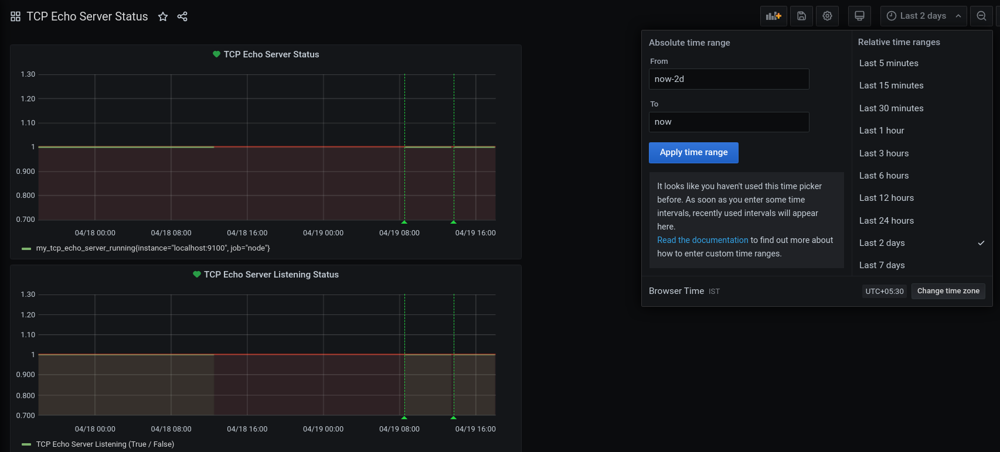 TCP Echo Server Status
Last 2 days
TCP Echo Server Status
1.30
1.20
1.10
1
0.900
0.800
0.700
04/18 00:00 04/18 08:00 04/18 16:00 04/19 00:00 04/19 08:00 04/19 16:00
my_tcp_echo_server_running{instance="localhost:9100", job="node"}
TCP Echo Server Listening Status
1.30
1.20
1.10
1
0.900
0.800
0.700
04/18 00:00 04/18 08:00 04/18 16:00 04/19 00:00 04/19 08:00 04/19 16:00
TCP Echo Server Listening (True / False)
Absolute time range
From
now-2d
To
now
Apply time range
It looks like you haven't used this time picker
before. As soon as you enter some time
intervals, recently used intervals will appear
here.
Read the documentation to find out more about
how to enter custom time ranges.
Relative time ranges
Last 5 minutes
Last 15 minutes
Last 30 minutes
Last 1 hour
Last 3 hours
Last 6 hours
Last 12 hours
Last 24 hours
Last 2 days
Last 7 days
Browser Time IST
UTC+05:30
Change time zone